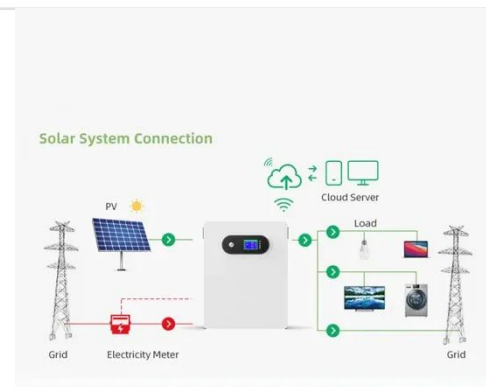 Solar System Connection
Cloud Server
PV
Load
Grid
Electricity Meter
Grid